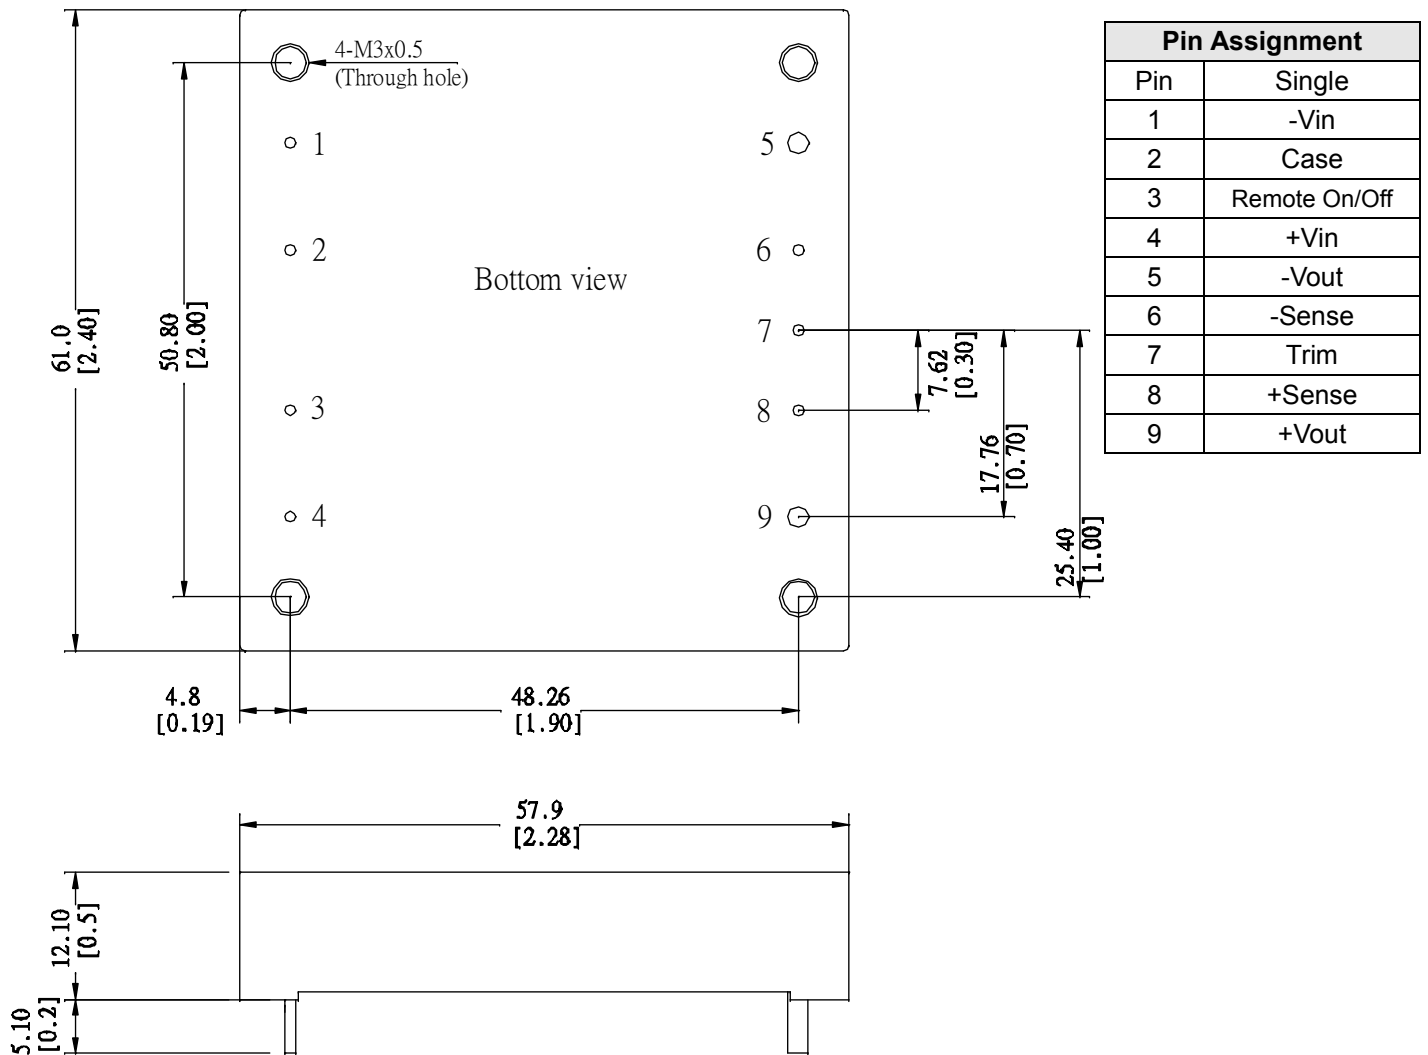 4-M3x0.5
(Through hole)
1
5
2
6
Bottom view
7
3
8
4
9
61.0
[2.40]
50.80
[2.00]
7.62
[0.30]
17.76
[0.70]
25.40
[1.00]
4.8
[0.19]
48.26
[1.90]
57.9
[2.28]
12.10
[0.5]
5.10
[0.2]
Pin Assignment
Pin Single
1 -Vin
2 Case
3 Remote On/Off
4 +Vin
5 -Vout
6 -Sense
7 Trim
8 +Sense
9 +Vout